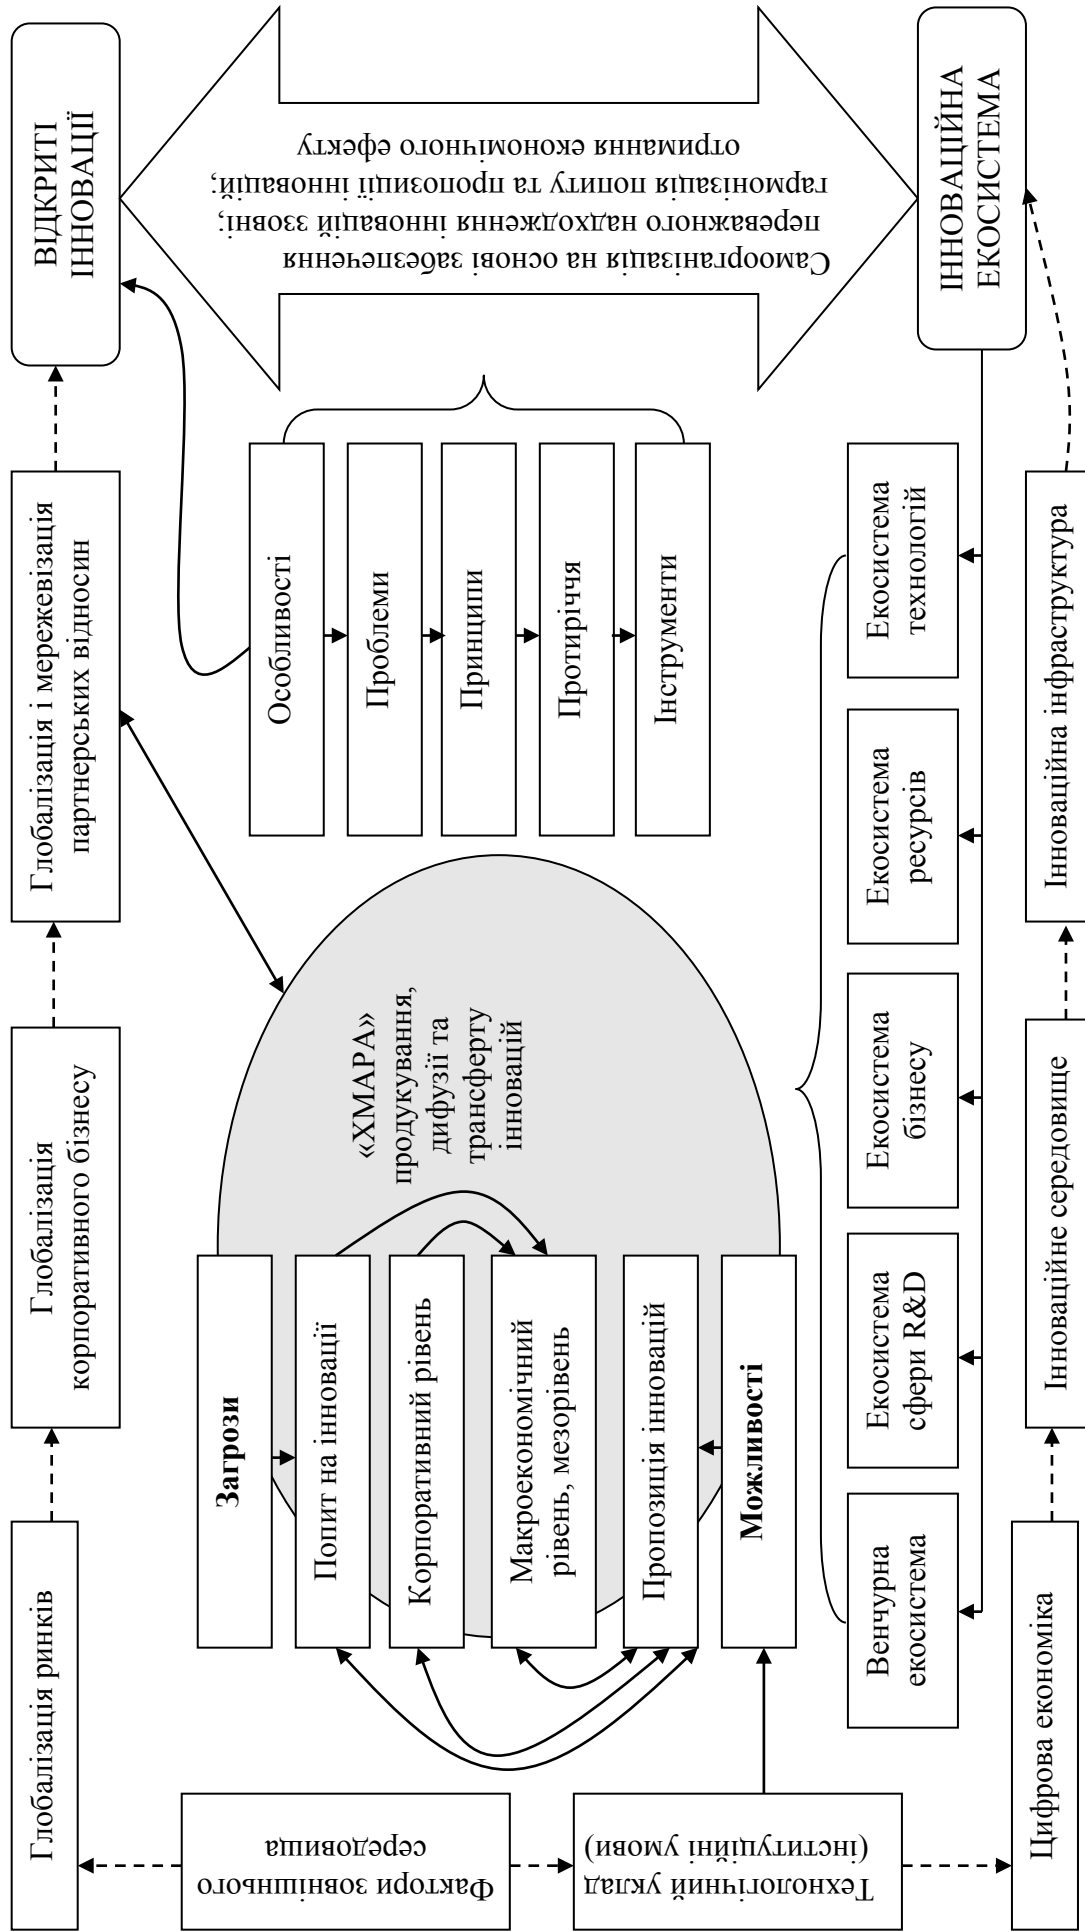 Глобалізація ринків
Глобалізація
корпоративного бізнесу
Глобалізація і мережевізація
партнерських відносин
ВІДКРИТІ
ІННОВАЦІЇ
Фактори зовнішнього
середовища
Технологічний уклад
(інституційні умови)
Загрози
Попит на інновації
Корпоративний рівень
Макроекономічний
рівень, мезорівень
Пропозиція інновацій
Можливості
«ХМАРА»
продукування,
дифузії та
трансферту
інновацій
Особливості
Проблеми
Принципи
Протиріччя
Інструменти
Самоорганізація на основі забезпечення
переважного надходження інновацій ззовні;
гармонізація попиту та пропозиції інновацій;
отримання економічного ефекту
Венчурна
екосистема
Екосистема
сфери R&D
Екосистема
бізнесу
Екосистема
ресурсів
Екосистема
технологій
ІННОВАЦІЙНА
ЕКОСИСТЕМА
Цифрова економіка
Інноваційне середовище
Інноваційна інфраструктура